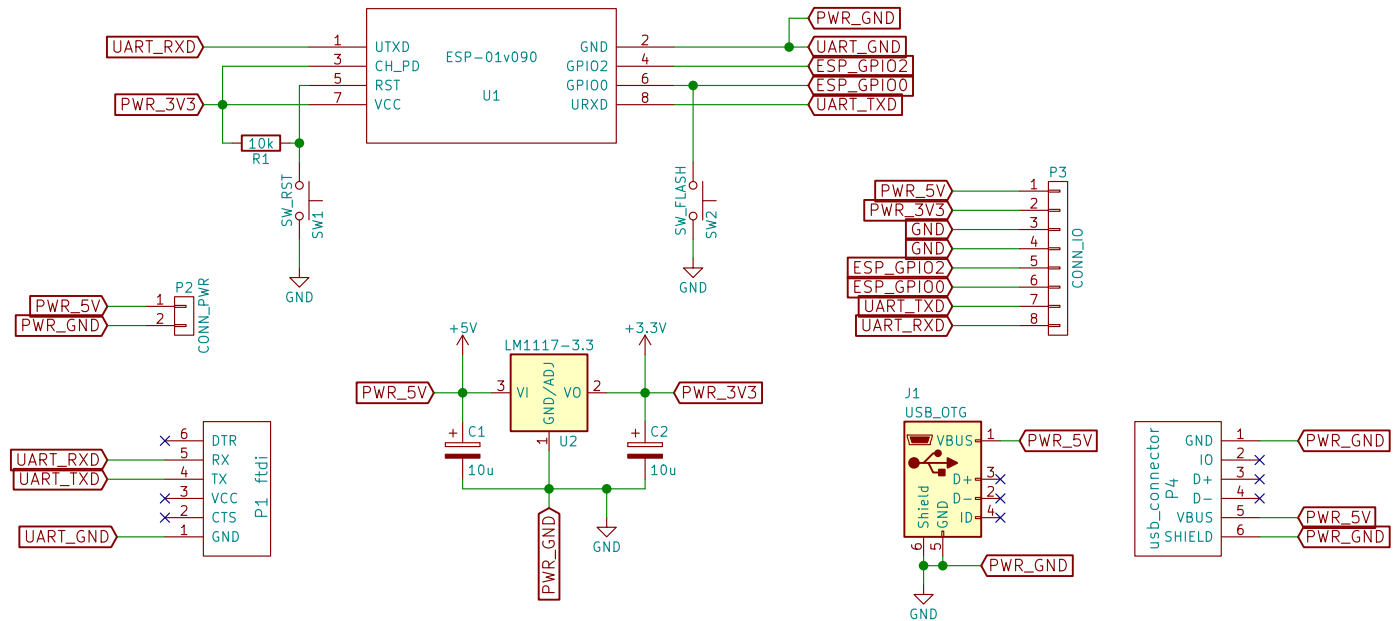 PWR_GND
UART_RXD 1 UTXD ESP-01v090 GND 2 UART_GND
3 CH_PD GPIO2 4 ESP_GPIO2
5 RST GPIO0 6 ESP_GPIO0
PWR_3V3 7 VCC U1 URXD 8 UART_TXD
10k
R1
SW_RST
SW1
GND
SW_FLASH
SW2
GND
P3
PWR_5V 1
PWR_3V3 2
GND 3
GND 4
ESP_GPIO2 5
ESP_GPIO0 6
UART_TXD 7
UART_RXD 8
CONN_IO
P2
PWR_5V 1
PWR_GND 2
CONN_PWR
+5V
LM1117-3.3
+3.3V
PWR_5V 3 VI GND/ADJ VO 2 PWR_3V3
1 U2
+ C1
10u
+ C2
10u
PWR_GND
GND
6 DTR
UART_RXD 5 RX
UART_TXD 4 TX
3 VCC
2 CTS
UART_GND 1 GND
P1 ftdi
J1
USB_OTG
VBUS 1 PWR_5V
D+ 3
D- 2
ID 4
Shield GND
6 5
PWR_GND
GND
usb_connector
P4
GND 1 PWR_GND
IO 2
D+ 3
D- 4
VBUS 5 PWR_5V
SHIELD 6 PWR_GND